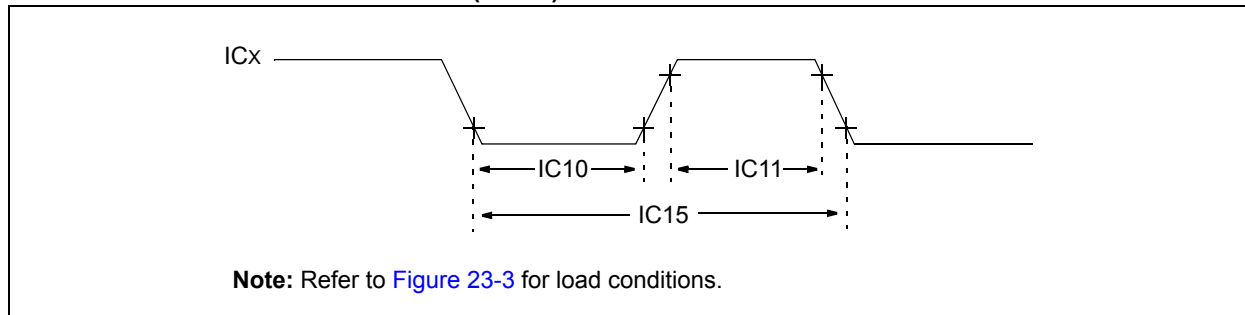 ICX
IC10
IC11
IC15
Note: Refer to Figure 23-3 for load conditions.